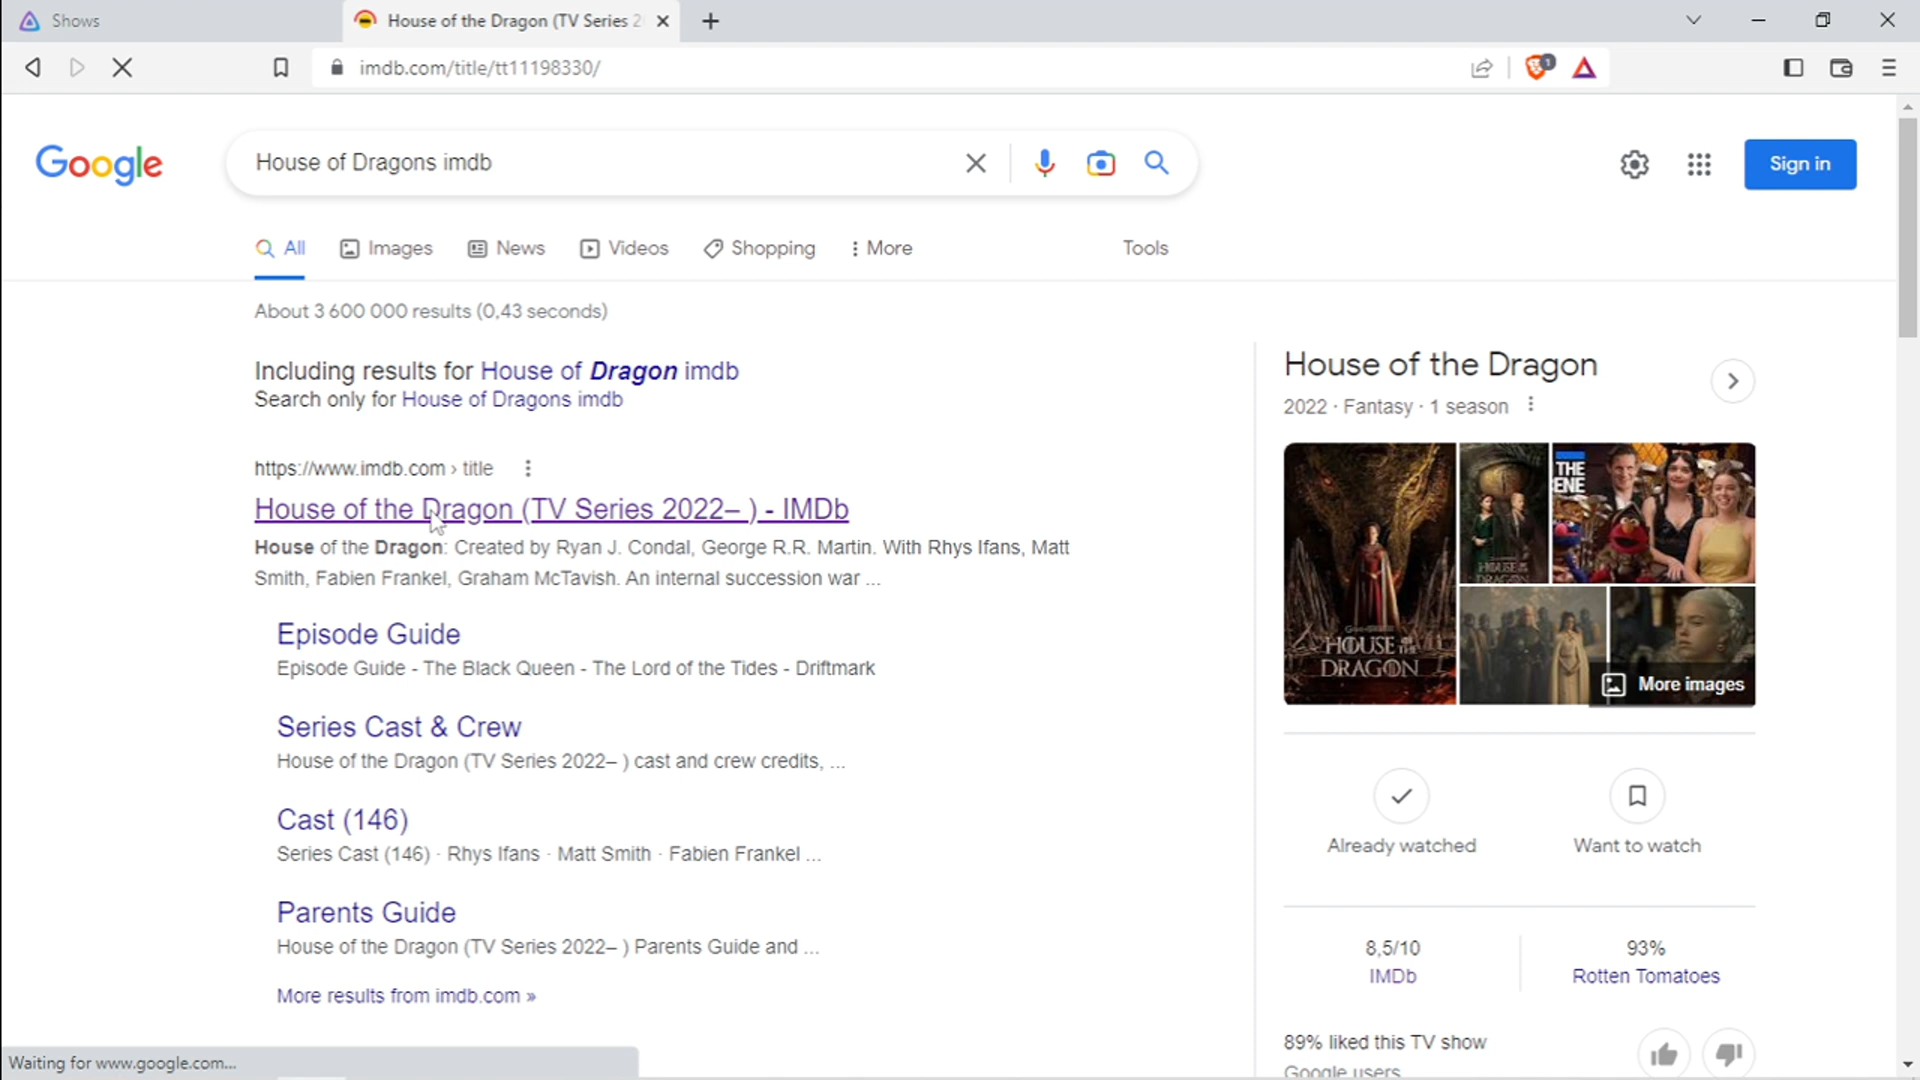 Shows
House of the Dragon (TV Series 2
imdb.com/title/tt11198330/
1
Google
House of Dragons imdb
Sign in
All
Images
News
Videos
Shopping
More
Tools
About 3 600 000 results (0,43 seconds)
Including results for House of Dragon imdb
Search only for House of Dragons imdb
https://www.imdb.com › title
House of the Dragon (TV Series 2022– ) - IMDb
House of the Dragon: Created by Ryan J. Condal, George R.R. Martin. With Rhys Ifans, Matt
Smith, Fabien Frankel, Graham McTavish. An internal succession war ...
Episode Guide
Episode Guide - The Black Queen - The Lord of the Tides - Driftmark
Series Cast & Crew
House of the Dragon (TV Series 2022– ) cast and crew credits, ...
Cast (146)
Series Cast (146) · Rhys Ifans · Matt Smith · Fabien Frankel ...
Parents Guide
House of the Dragon (TV Series 2022– ) Parents Guide and ...
More results from imdb.com »
House of the Dragon
2022 · Fantasy · 1 season
HOUSE OF THE
DRAGON
HOUSE OF THE
DRAGON
THE
ENE
More images
Already watched
Want to watch
8,5/10
IMDb
93%
Rotten Tomatoes
89% liked this TV show
Google users
Waiting for www.google.com...